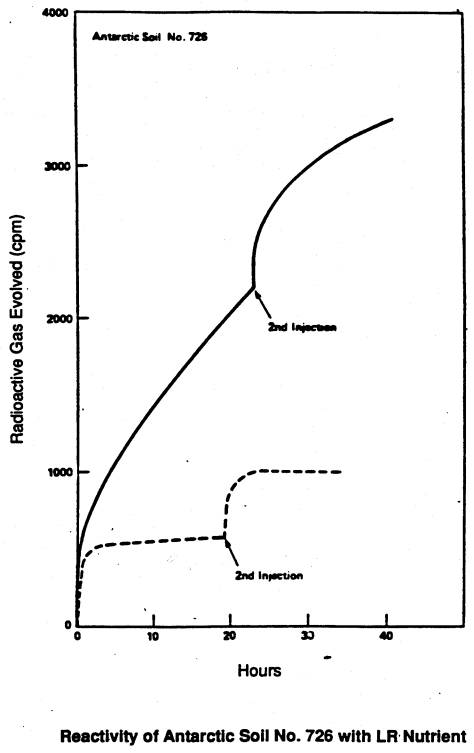 4000
Antarctic Soil No. 726
3000
Radioactive Gas Evolved (cpm)
2000
2nd Injection
1000
2nd Injection
0
0 10 20 30 40
Hours
Reactivity of Antarctic Soil No. 726 with LR Nutrient